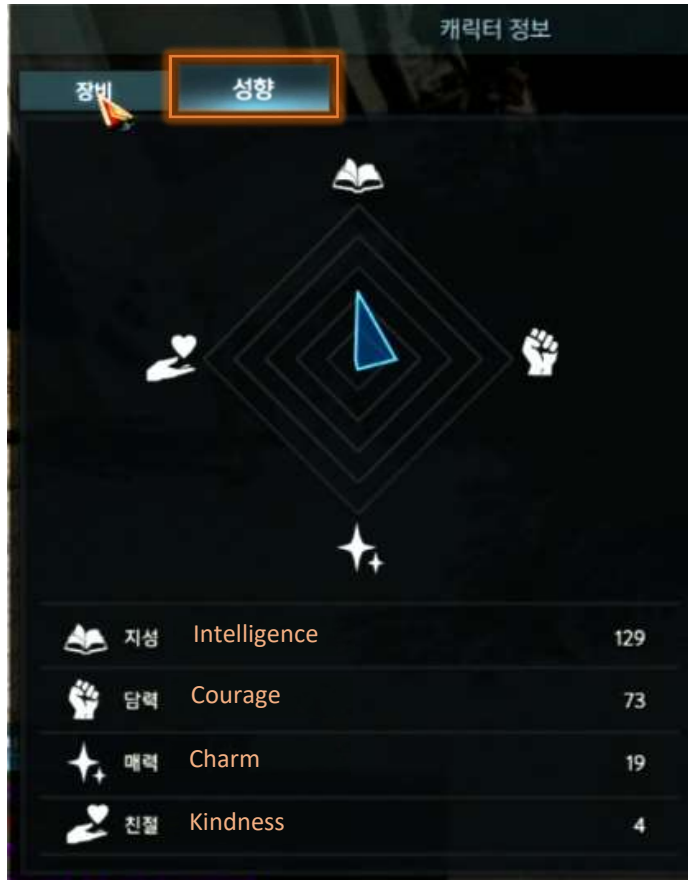 캐릭터 정보
장비 성향
지성 Intelligence 129
담력 Courage 73
매력 Charm 19
친절 Kindness 4